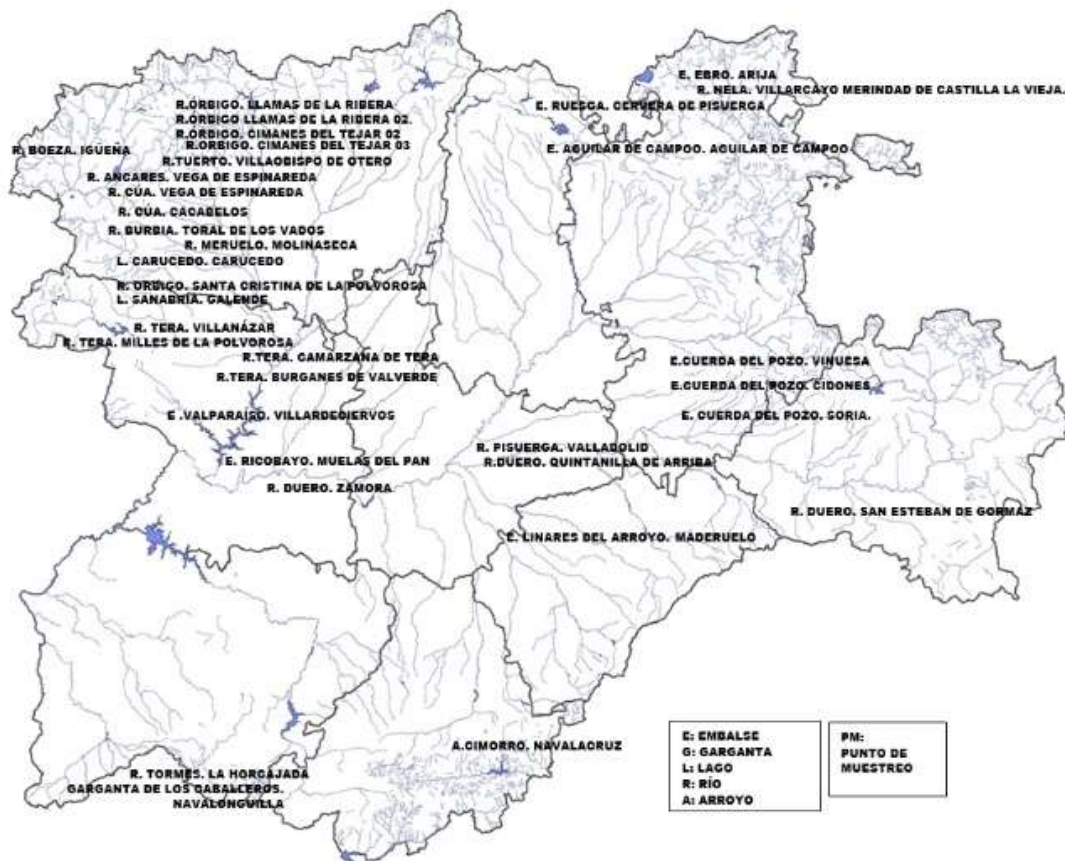 E. EBRO. ARIJA
R. NELA. VILLARCAYO MERINDAD DE CASTILLA LA VIEJA.
R.ÓRBIGO. LLAMAS DE LA RIBERA
E. RUESGA. CERVERA DE PISUERGA
R.ÓRBIGO LLAMAS DE LA RIBERA 02.
R.ÓRBIGO. CIMANES DEL TEJAR 02
R.ÓRBIGO. CIMANES DEL TEJAR 03
R. BOEZA. IGÜEÑA
E. AGUILAR DE CAMPOO. AGUILAR DE CAMPOO
R.TUERTO. VILLAOBISPO DE OTERO
R. ANCARES. VEGA DE ESPINAREDA
R. CÚA. VEGA DE ESPINAREDA
R. CÚA. CACABELOS
R. BURBIA. TORAL DE LOS VADOS
R. MERUELO. MOLINASECA
L. CARUCEDO. CARUCEDO
R. ORBIGO. SANTA CRISTINA DE LA POLVOROSA
L. SANABRIA. GALENDE
R. TERA. VILLANÁZAR
R. TERA. MILLES DE LA POLVOROSA
R.TERA. CAMARZANA DE TERA
E.CUERDA DEL POZO. VINUESA
R.TERA. BURGANES DE VALVERDE
E.CUERDA DEL POZO. CIDONES
E .VALPARAISO. VILLARDECIERVOS
E. CUERDA DEL POZO. SORIA.
R. PISUERGA. VALLADOLID
E. RICOBAYO. MUELAS DEL PAN
R.DUERO. QUINTANILLA DE ARRIBA
R. DUERO. ZAMORA
R. DUERO. SAN ESTEBAN DE GORMAZ
E. LINARES DEL ARROYO. MADERUELO
A.CIMORRO. NAVALACRUZ
R. TORMES. LA HORCAJADA
GARGANTA DE LOS CABALLEROS.
NAVALONGUILLA
E: EMBALSE
G: GARGANTA
L: LAGO
R: RÍO
A: ARROYO
PM:
PUNTO DE
MUESTREO